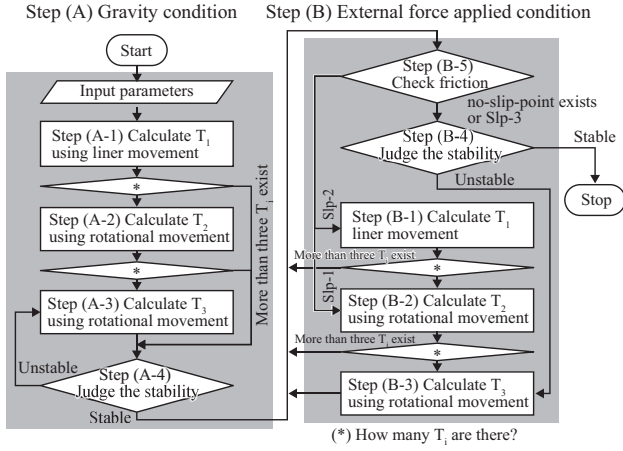 Step (A) Gravity condition
Start
Input parameters
Step (A-1) Calculate T₁
using liner movement
*
Step (A-2) Calculate T₂
using rotational movement
*
Step (A-3) Calculate T₃
using rotational movement
Unstable
Step (A-4)
Judge the stability
Stable
More than three Tᵢ exist
Step (B) External force applied condition
Step (B-5)
Check friction
no-slip-point exists
or Slp-3
Step (B-4)
Judge the stability
Stable
Stop
Unstable
Slp-2
Step (B-1) Calculate T₁
liner movement
More than three Tᵢ exist
*
Slp-1
Step (B-2) Calculate T₂
using rotational movement
More than three Tᵢ exist
*
Step (B-3) Calculate T₃
using rotational movement
(*) How many Tᵢ are there?